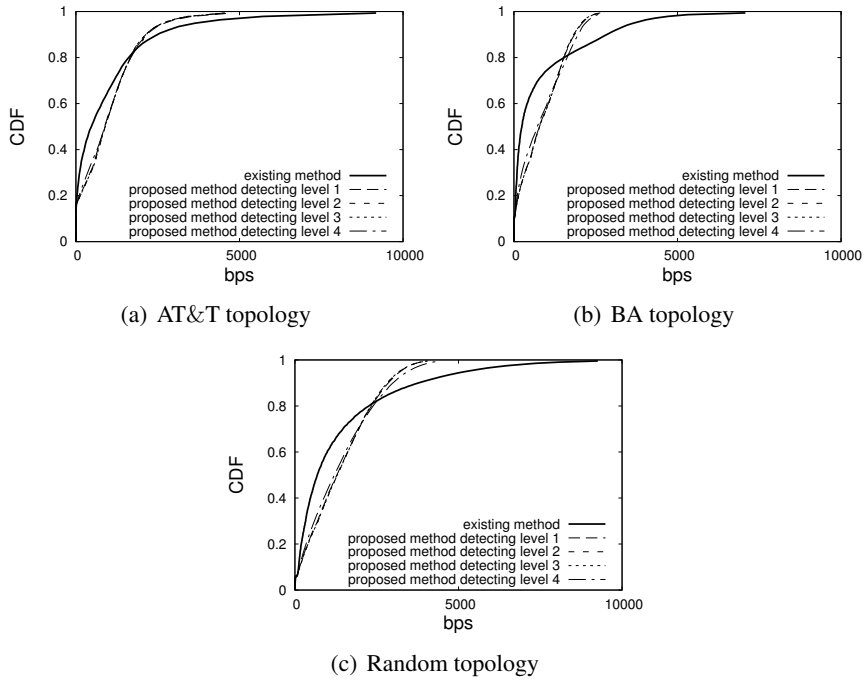 1
0.8
0.6
0.4
0.2
0
CDF
existing method
proposed method detecting level 1
proposed method detecting level 2
proposed method detecting level 3
proposed method detecting level 4
0 5000 10000
bps
(a) AT&T topology
1
0.8
0.6
0.4
0.2
0
CDF
existing method
proposed method detecting level 1
proposed method detecting level 2
proposed method detecting level 3
proposed method detecting level 4
0 5000 10000
bps
(b) BA topology
1
0.8
0.6
0.4
0.2
0
CDF
existing method
proposed method detecting level 1
proposed method detecting level 2
proposed method detecting level 3
proposed method detecting level 4
0 5000 10000
bps
(c) Random topology